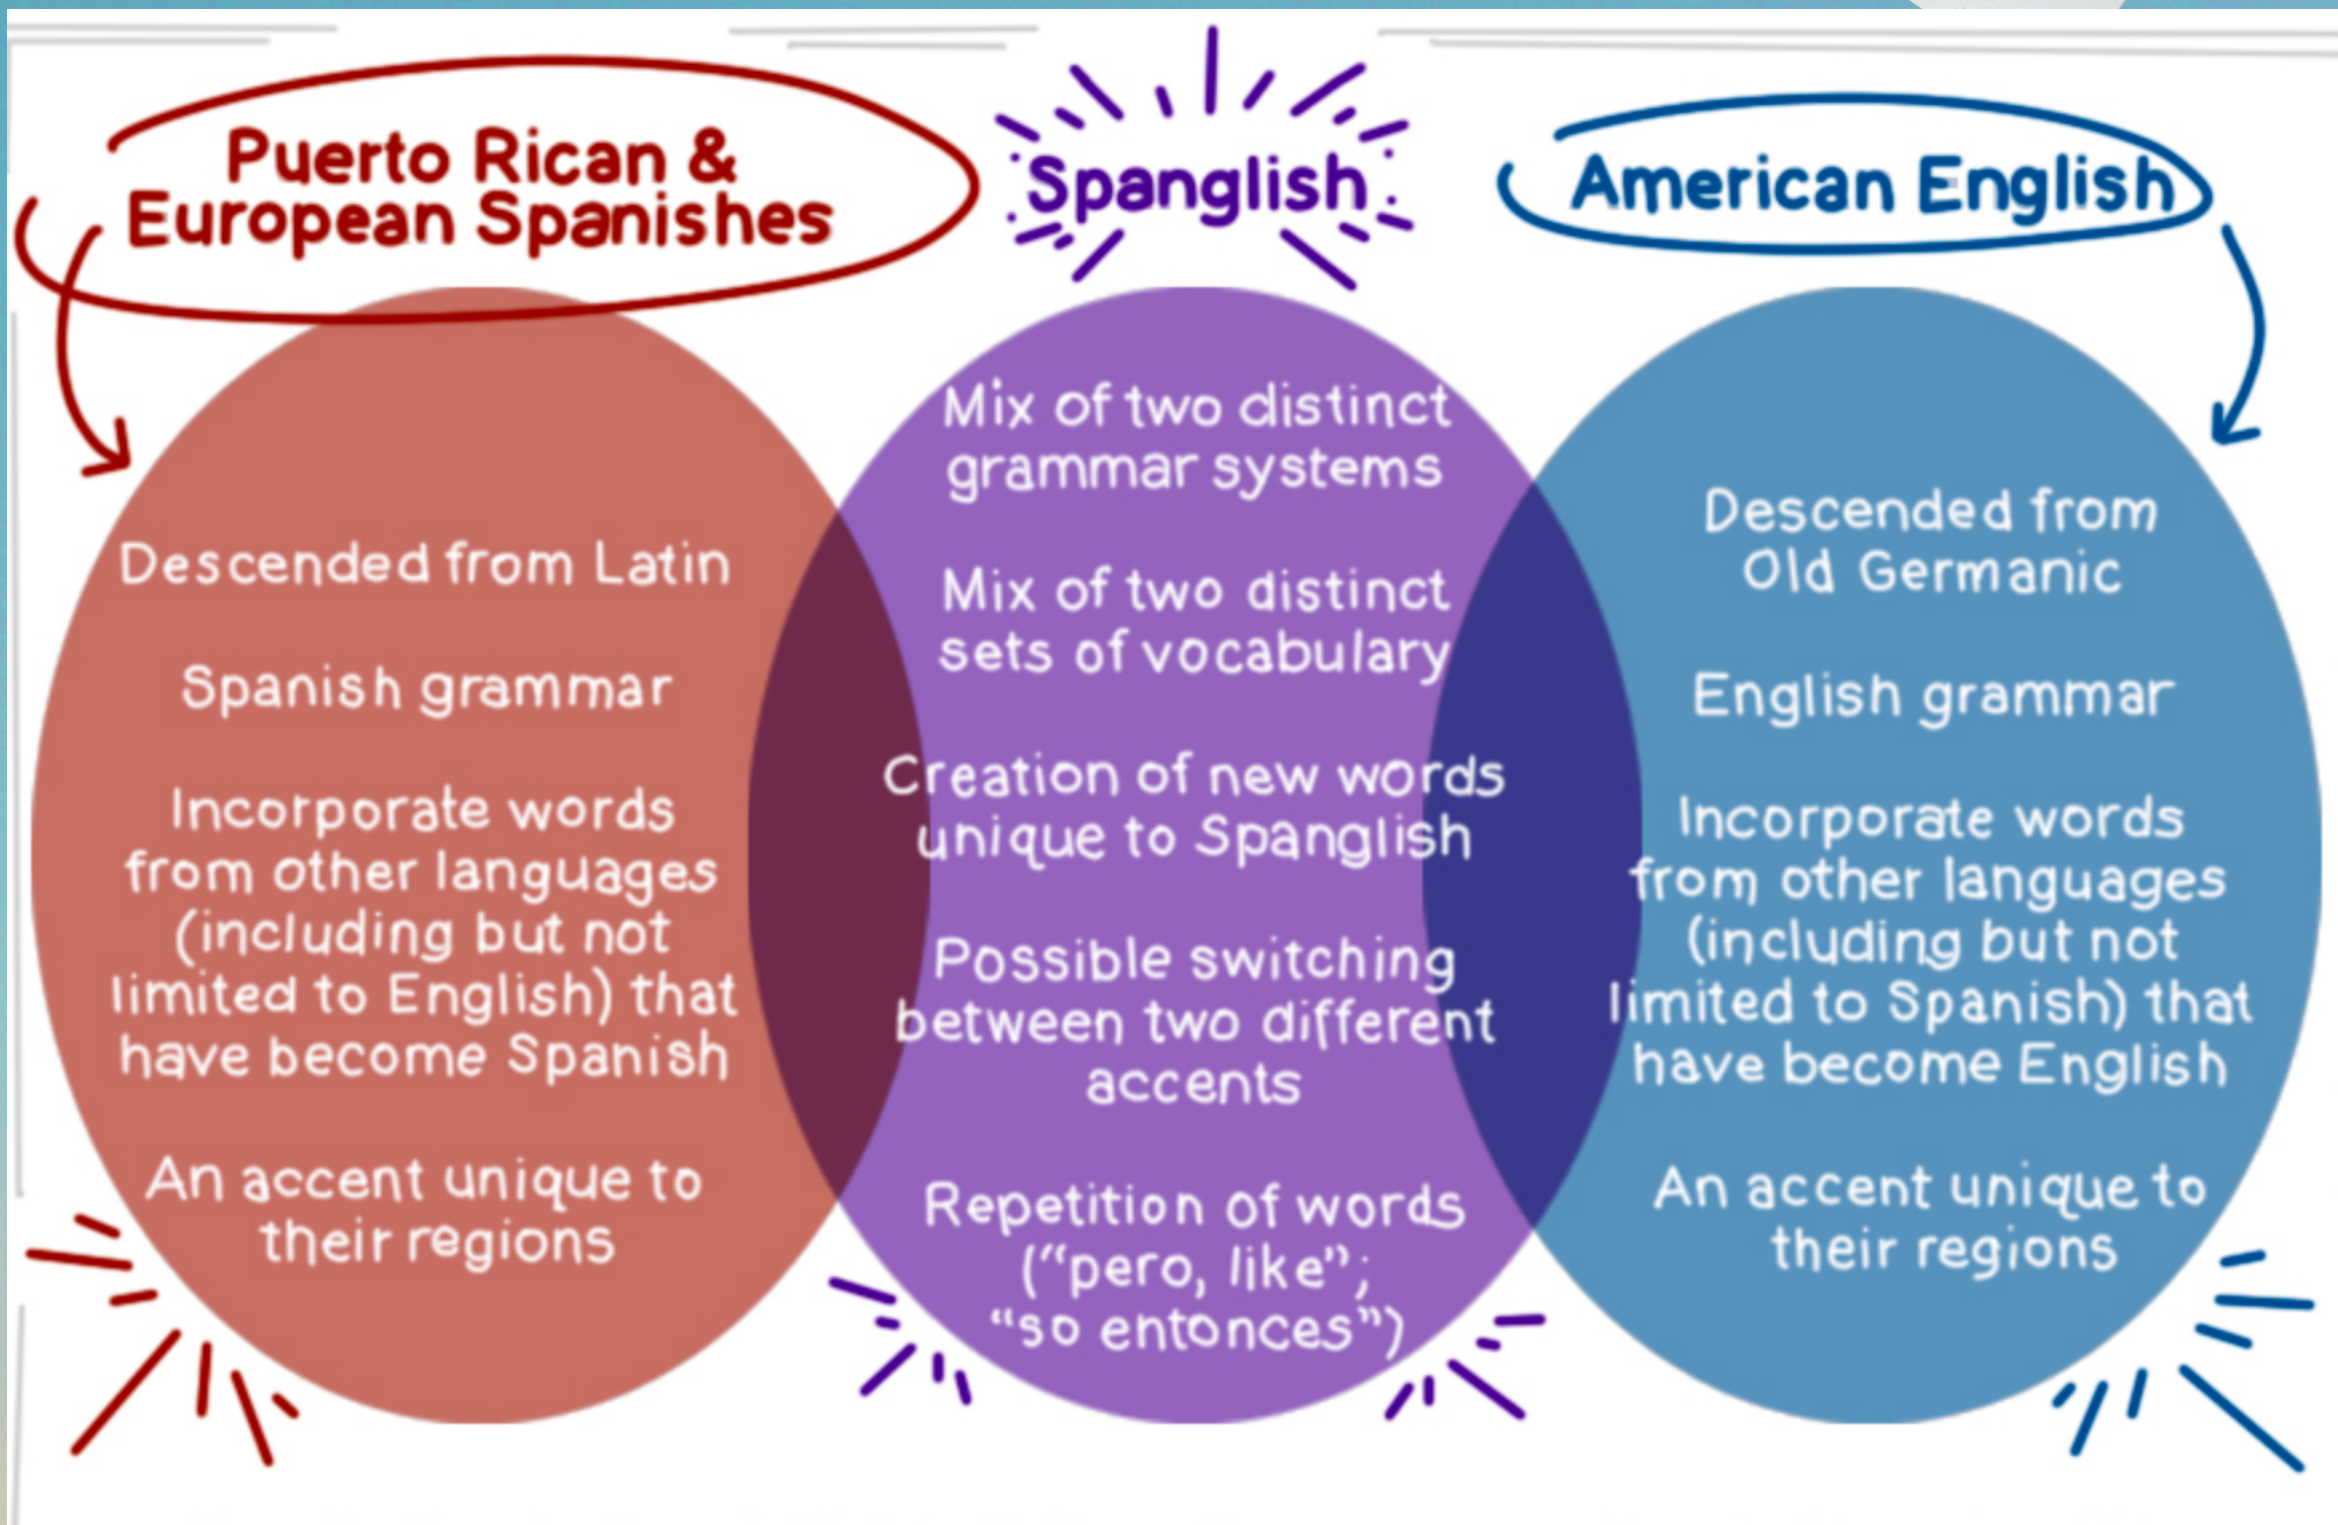 Puerto Rican &
European Spanishes
Descended from Latin
Spanish grammar
Incorporate words
from other languages
(including but not
limited to English) that
have become Spanish
An accent unique to
their regions
Spanglish
Mix of two distinct
grammar systems
Mix of two distinct
sets of vocabulary
Creation of new words
unique to Spanglish
Possible switching
between two different
accents
Repetition of words
(“pero, like”;
“so entonces”)
American English
Descended from
Old Germanic
English grammar
Incorporate words
from other languages
(including but not
limited to Spanish) that
have become English
An accent unique to
their regions